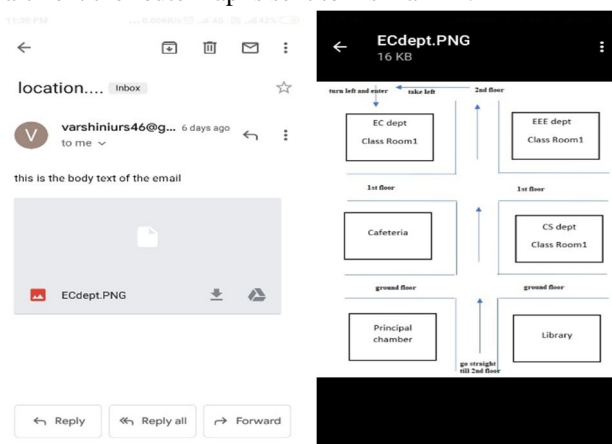 11:36 PM
location.... Inbox
V
varshiniurs46@g... 6 days ago
to me
this is the body text of the email
ECdept.PNG
Reply
Reply all
Forward
ECdept.PNG
16 KB
turn left and enter
take left
2nd floor
EC dept
Class Room1
EEE dept
Class Room1
1st floor
1st floor
Cafeteria
CS dept
Class Room1
ground floor
ground floor
Principal
chamber
Library
go straight
till 2nd floor